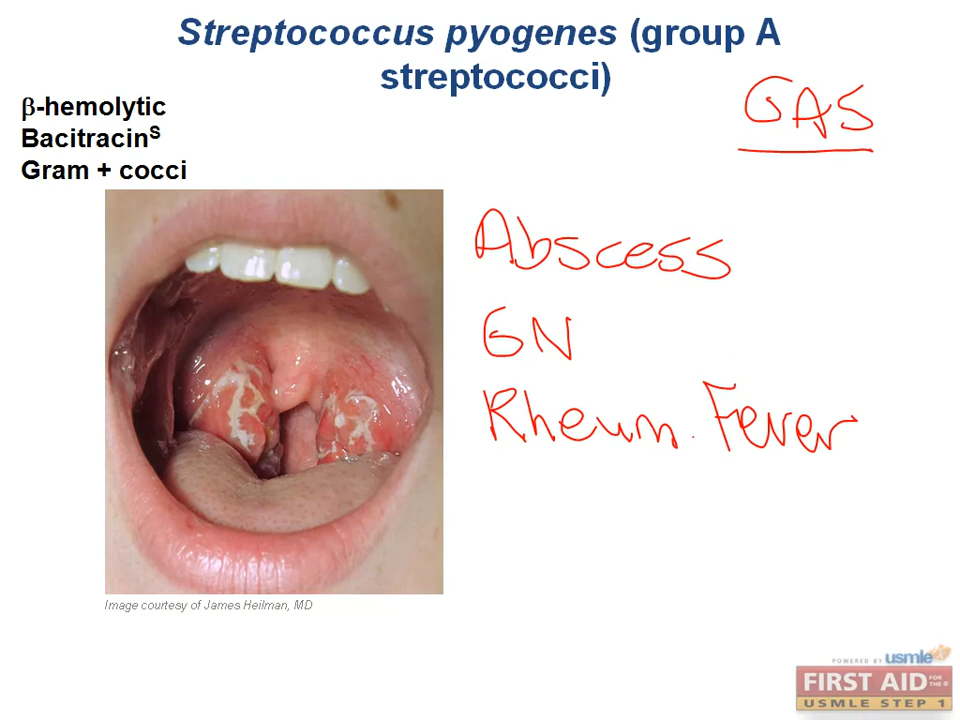 Streptococcus pyogenes (group A
streptococci)
GAS
β-hemolytic
Bacitracinˢ
Gram + cocci
Abscess
GN
Rheum. Fever
Image courtesy of James Heilman, MD
POWERED BY usmlerx
FIRST AID FOR THE®
USMLE STEP 1